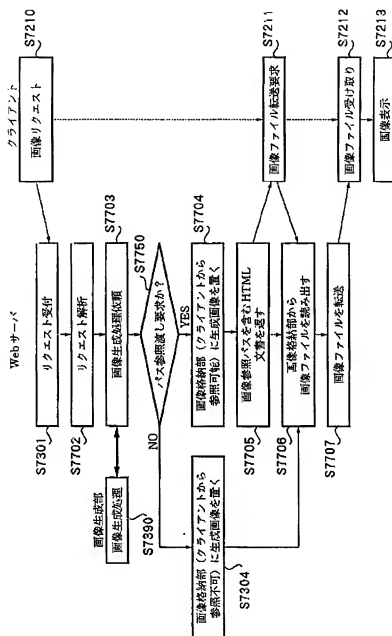 クライアント
S7210
画像リクエスト
Webサーバ
S7301
リクエスト受付
S7702
リクエスト解析
画像生成部
画像生成処理
S7390
S7703
画像生成処理依頼
S7750
パス参照渡し要求か?
NO
YES
S7704
画像格納部(クライアントから
参照可能)に生成画像を置く
画像格納部(クライアントから
参照不可)に生成画像を置く
S7304
S7705
画像参照パスを含むHTML
文書を返す
S7211
画像ファイル転送要求
S7706
画像格納部から
画像ファイルを読み出す
S7707
画像ファイルを転送
S7212
画像ファイル受け取り
S7213
画像表示